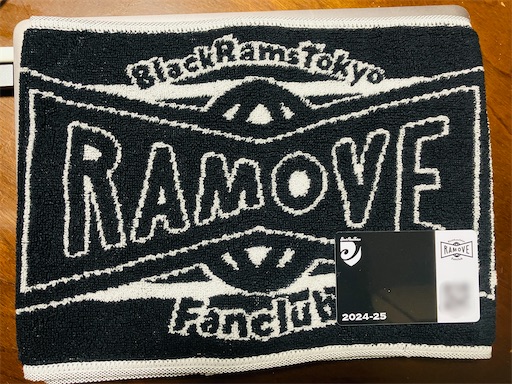 BlackRamsTokyo
RAMOVE
Fanclub
RAMOVE
2024-25